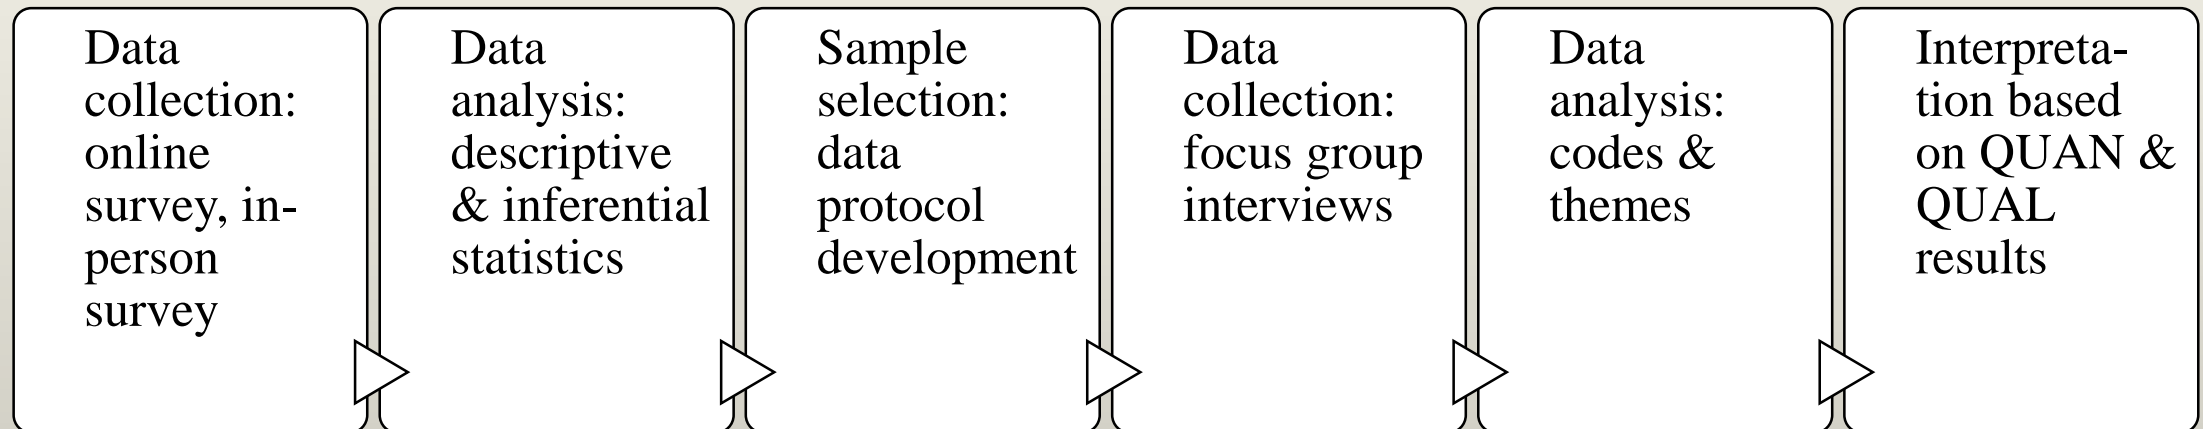 Data
collection:
online
survey, in-
person
survey
Data
analysis:
descriptive
& inferential
statistics
Sample
selection:
data
protocol
development
Data
collection:
focus group
interviews
Data
analysis:
codes &
themes
Interpreta-
tion based
on QUAN &
QUAL
results